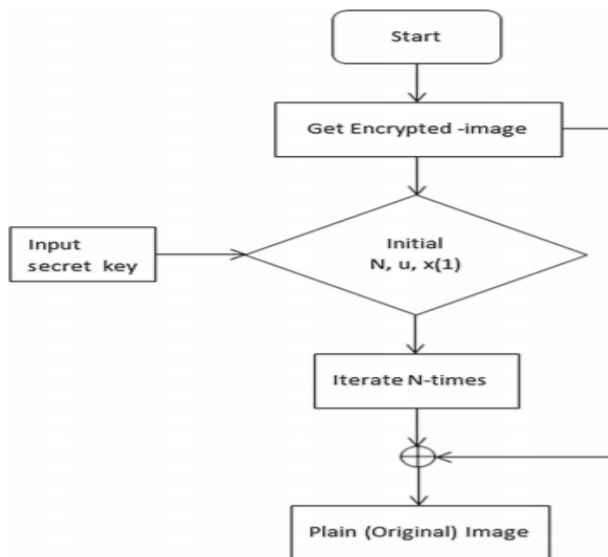 Start
Get Encrypted -image
Input
secret key
Initial
N, u, x(1)
Iterate N-times
Plain (Original) Image